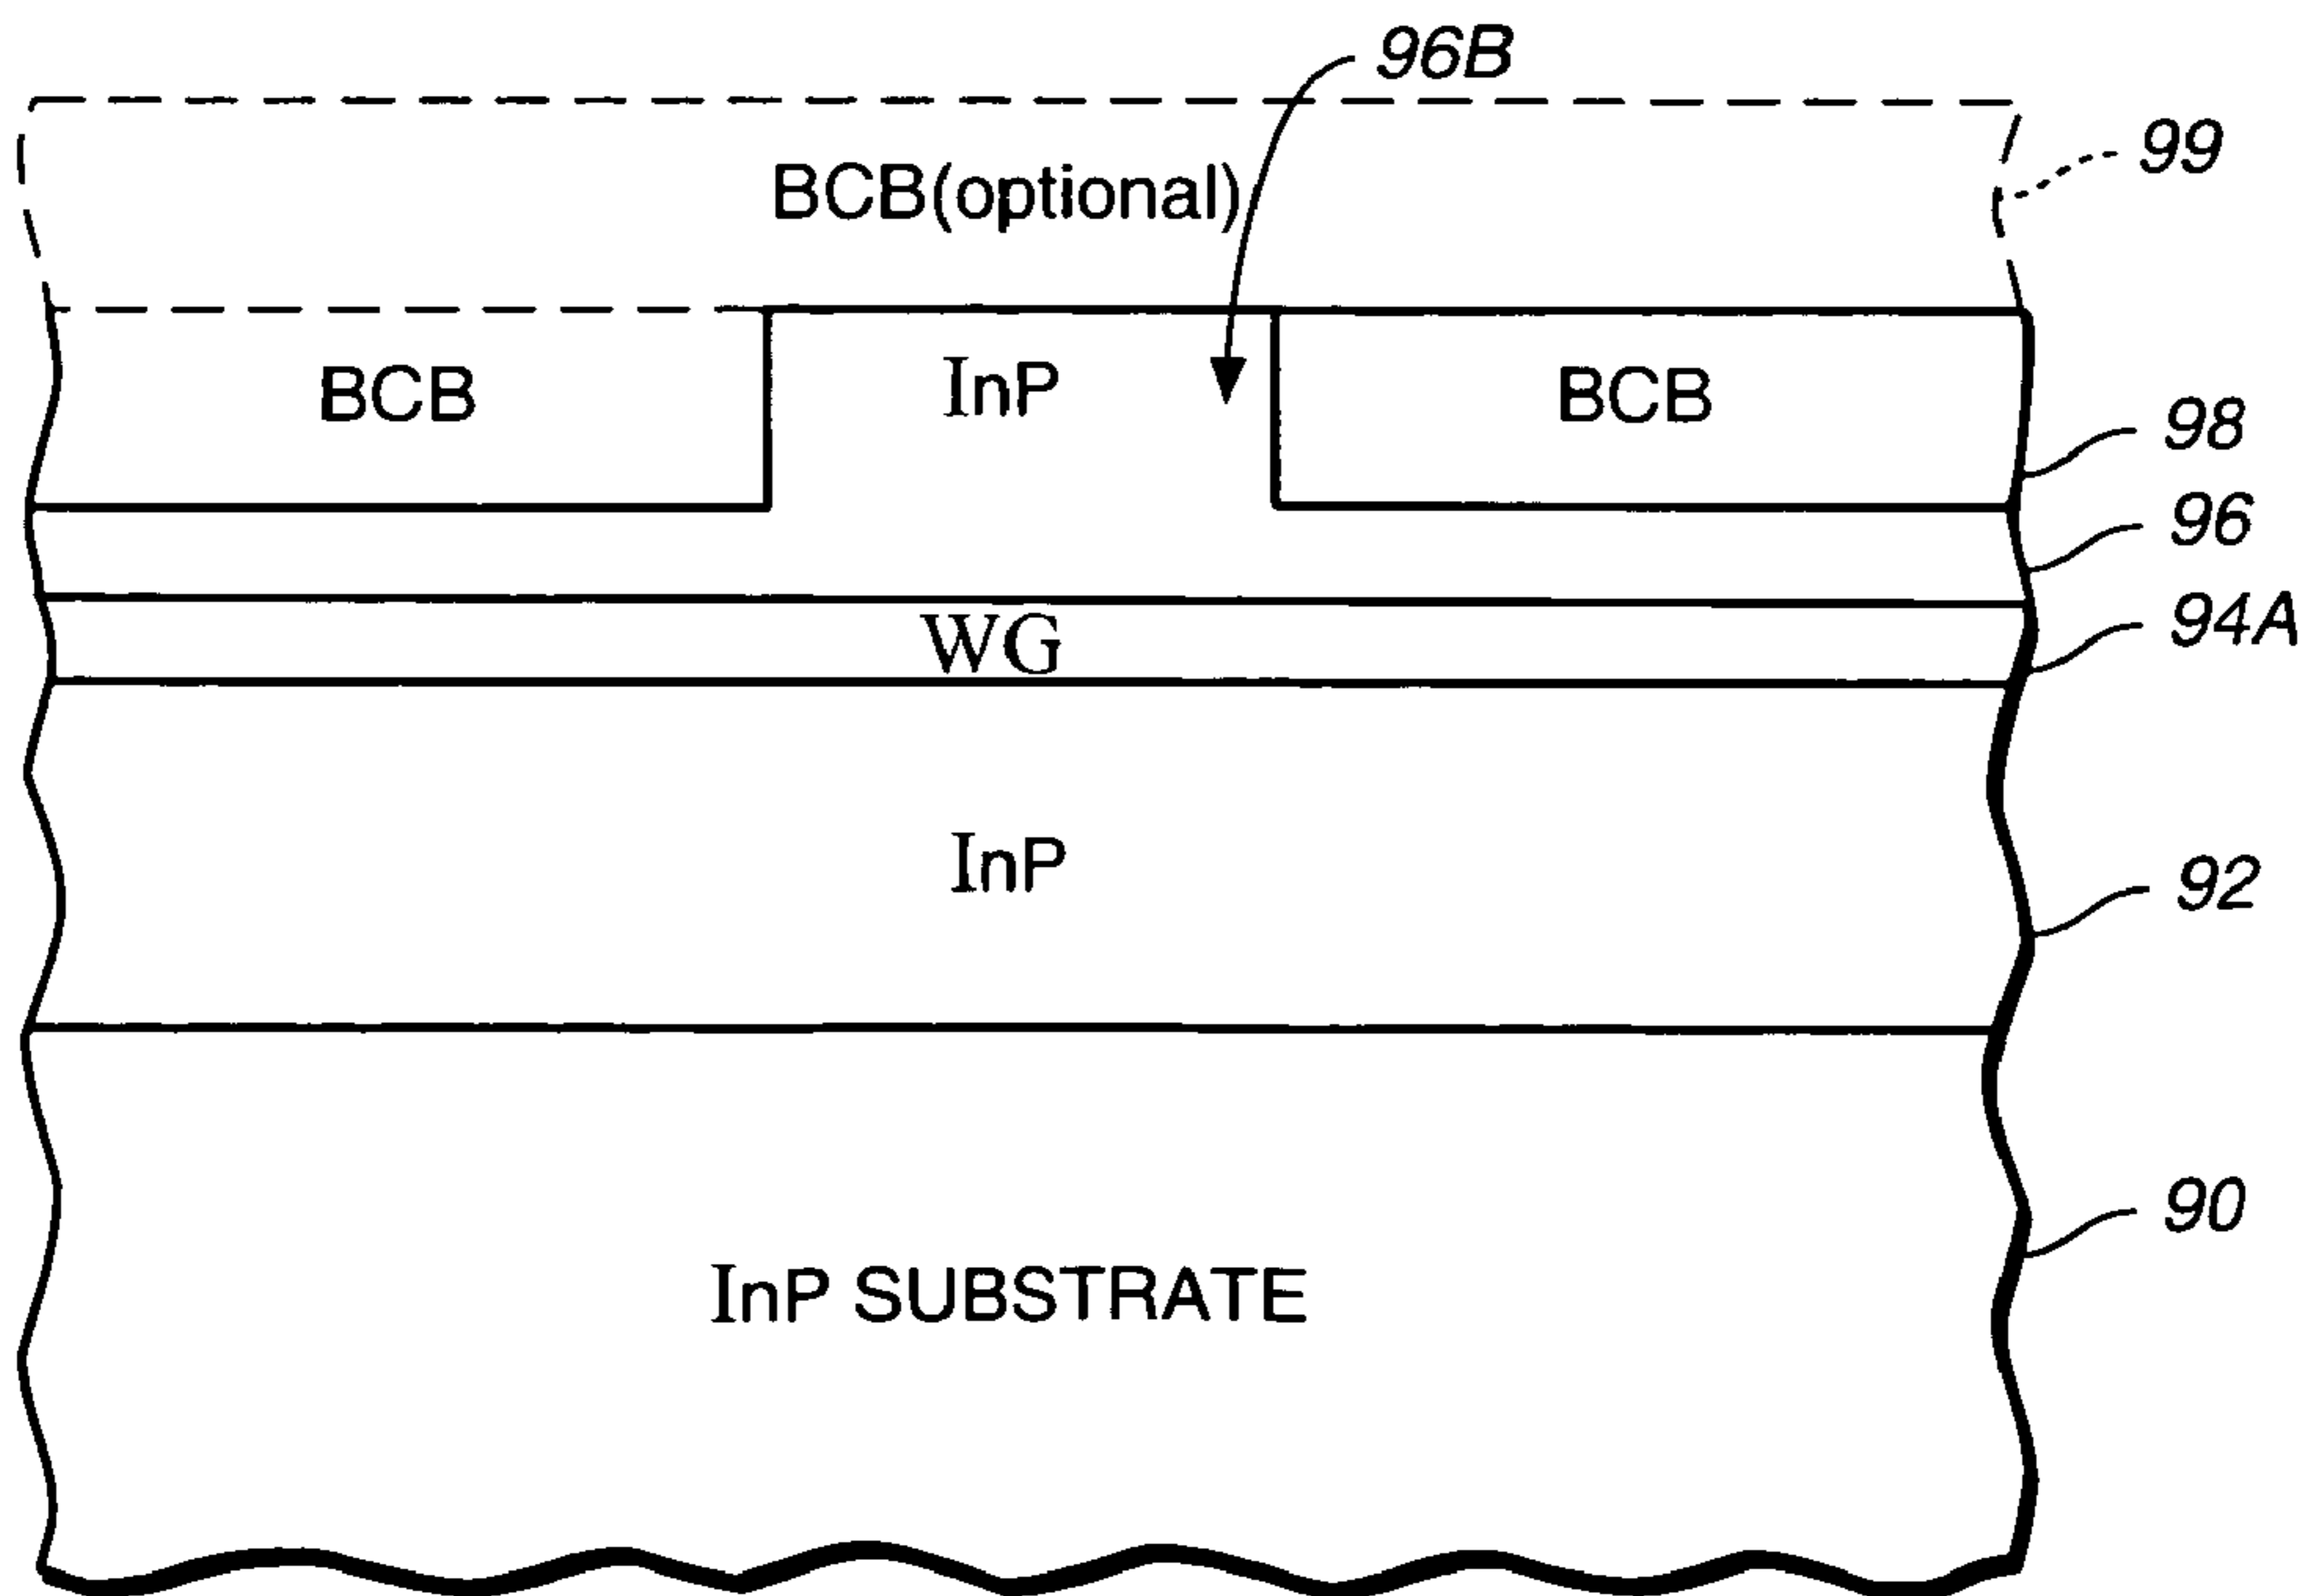 96B
99
BCB(optional)
BCB
InP
BCB
98
96
94A
WG
InP
92
90
InP SUBSTRATE